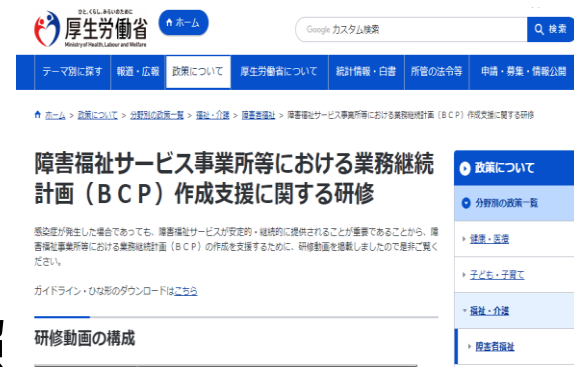 ひと、くらし、みらいのために
厚生労働省
Ministry of Health, Labour and Welfare
ホーム
Google カスタム検索
検索
テーマ別に探す 報道・広報 政策について 厚生労働省について 統計情報・白書 所管の法令等 申請・募集・情報公開
ホーム > 政策について > 分野別の政策一覧 > 福祉・介護 > 障害者福祉 > 障害福祉サービス事業所等における業務継続計画（ＢＣＰ）作成支援に関する研修
障害福祉サービス事業所等における業務継続
計画（ＢＣＰ）作成支援に関する研修
感染症が発生した場合であっても、障害福祉サービスが安定的・継続的に提供されることが重要であることから、障
害福祉事業所等における業務継続計画（ＢＣＰ）の作成を支援するために、研修動画を掲載しましたので是非ご覧く
ださい。
ガイドライン・ひな形のダウンロードはこちら
研修動画の構成
政策について
分野別の政策一覧
健康・医療
子ども・子育て
福祉・介護
障害者福祉